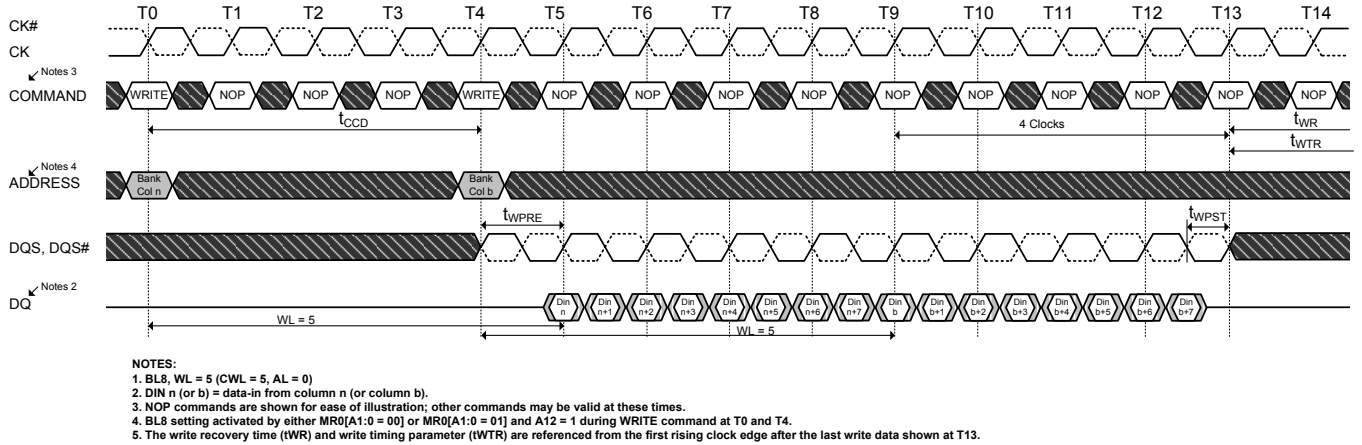 T0 T1 T2 T3 T4 T5 T6 T7 T8 T9 T10 T11 T12 T13 T14
CK#
CK
Notes 3
COMMAND WRITE NOP NOP NOP WRITE NOP NOP NOP NOP NOP NOP NOP NOP NOP NOP
tCCD 4 Clocks tWR
tWTR
Notes 4
ADDRESS Bank Col n Bank Col b
tWPRE tWPST
DQS, DQS#
Notes 2
DQ Din n Din n+1 Din n+2 Din n+3 Din n+4 Din n+5 Din n+6 Din n+7 Din b Din b+1 Din b+2 Din b+3 Din b+4 Din b+5 Din b+6 Din b+7
WL = 5 WL = 5
NOTES:
1. BL8, WL = 5 (CWL = 5, AL = 0)
2. DIN n (or b) = data-in from column n (or column b).
3. NOP commands are shown for ease of illustration; other commands may be valid at these times.
4. BL8 setting activated by either MR0[A1:0 = 00] or MR0[A1:0 = 01] and A12 = 1 during WRITE command at T0 and T4.
5. The write recovery time (tWR) and write timing parameter (tWTR) are referenced from the first rising clock edge after the last write data shown at T13.